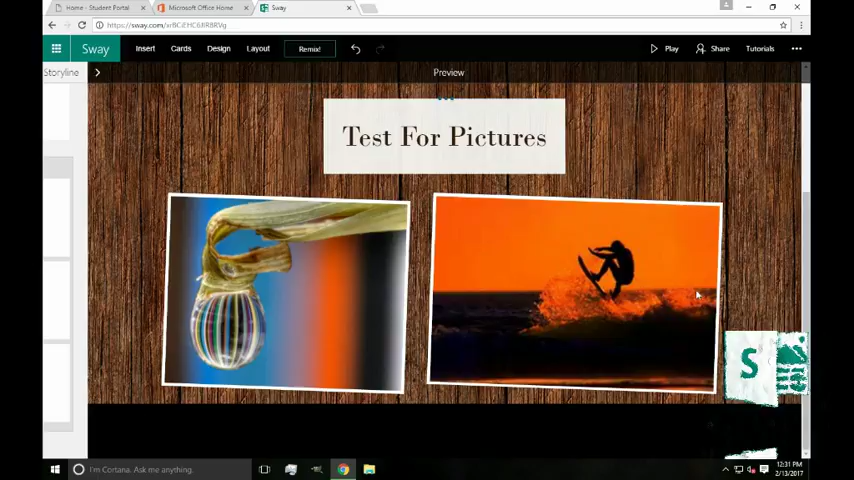 Home - Student Portal
Microsoft Office Home
Sway
Sway
Insert
Cards
Design
Layout
Remix!
Play
Share
Tutorials
Storyline
Preview
Test For Pictures
S
I'm Cortana. Ask me anything.
12:31 PM
2/13/2017